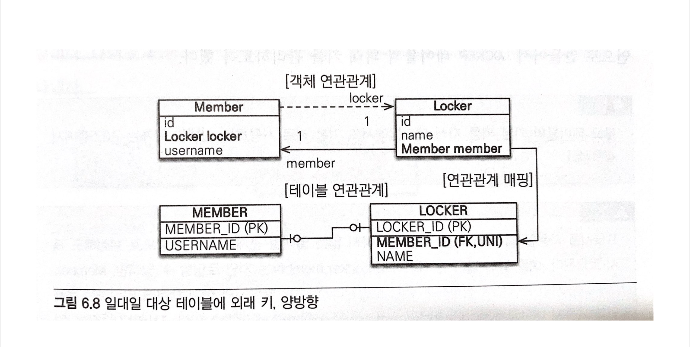 [객체 연관관계]
locker
Member
Locker
id
Locker locker
username
1
id
name
Member member
1
member
[테이블 연관관계]
[연관관계 매핑]
MEMBER
MEMBER_ID (PK)
USERNAME
LOCKER
LOCKER_ID (PK)
MEMBER_ID (FK,UNI)
NAME
그림 6.8 일대일 대상 테이블에 외래 키, 양방향